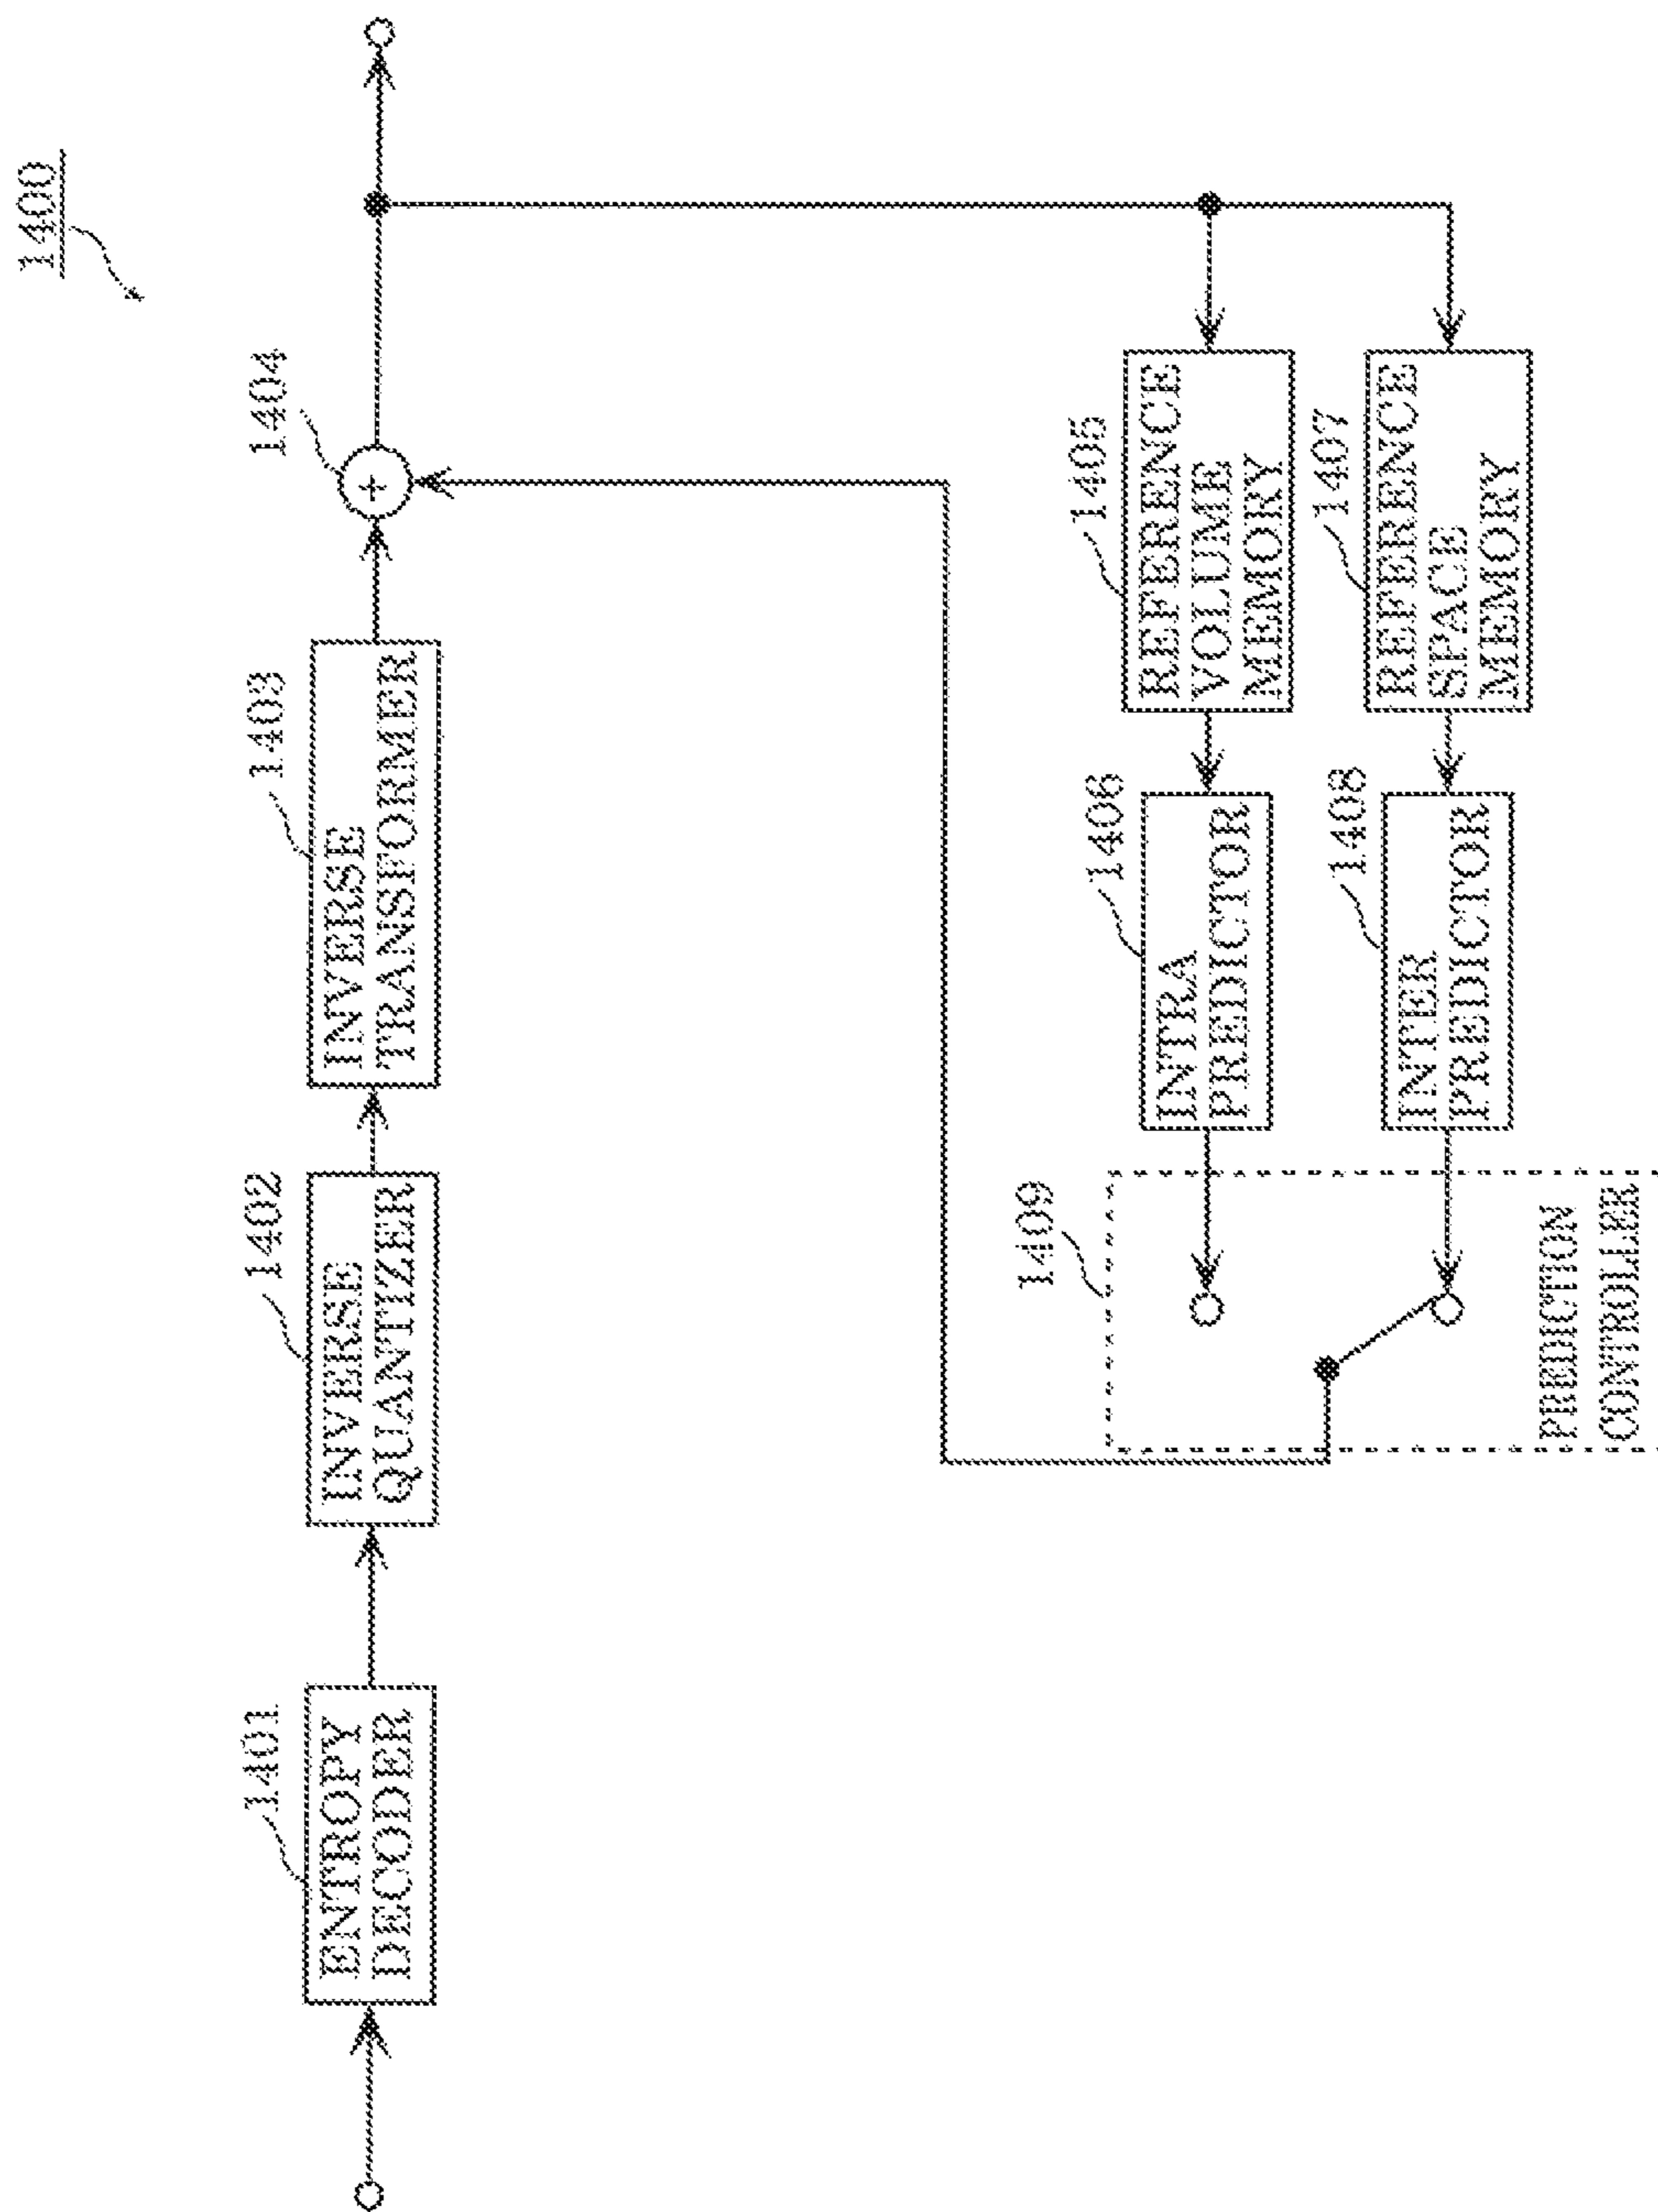 1400
1401
ENTROPY
DECODER
1402
INVERSE
QUANTIZER
1403
INVERSE
TRANSFORMER
1404
+
1409
PREDICTION
CONTROLLER
1406
INTRA
PREDICTOR
1405
REFERENCE
VOLUME
MEMORY
1408
INTER
PREDICTOR
1407
REFERENCE
SPACE
MEMORY